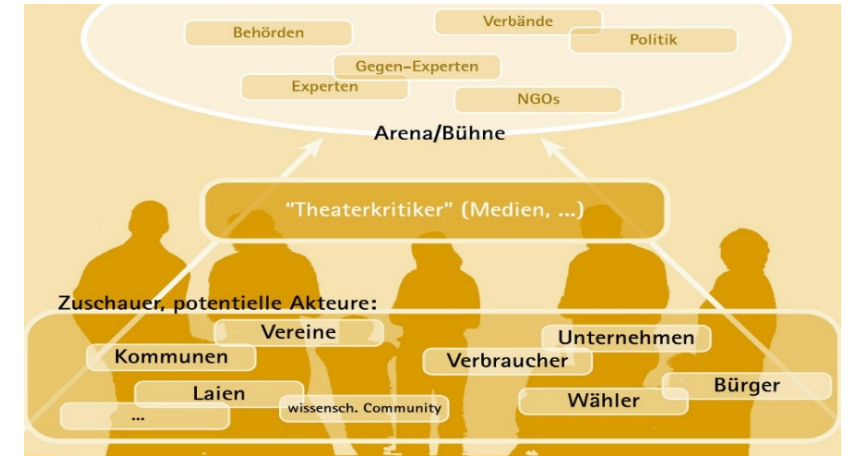 Verbände
Behörden
Politik
Gegen-Experten
Experten
NGOs
Arena/Bühne
“Theaterkritiker” (Medien, ...)
Zuschauer, potentielle Akteure:
Vereine
Unternehmen
Kommunen
Verbraucher
Bürger
Laien
Wähler
wissensch. Community
...